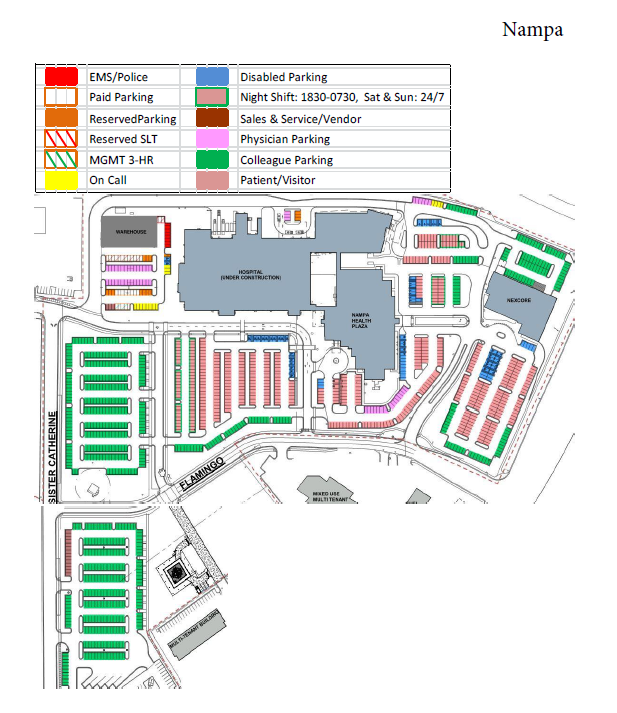 Nampa
EMS/Police Disabled Parking
Paid Parking Night Shift: 1830-0730, Sat & Sun: 24/7
ReservedParking Sales & Service/Vendor
Reserved SLT Physician Parking
MGMT 3-HR Colleague Parking
On Call Patient/Visitor
WAREHOUSE
HOSPITAL
(UNDER CONSTRUCTION)
NEXCORE
NAMPA
HEALTH
PLAZA
SISTER CATHERINE
FLAMINGO
MIXED USE
MULTI TENANT
MULTI-TENANT BUILDING